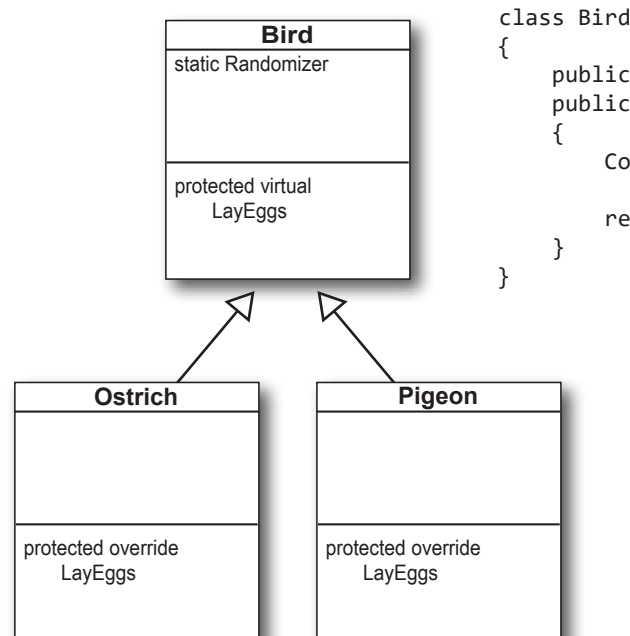 Bird
static Randomizer
protected virtual
LayEggs
class Bird
{
public
public
{
Co
re
}
}
Ostrich
protected override
LayEggs
Pigeon
protected override
LayEggs